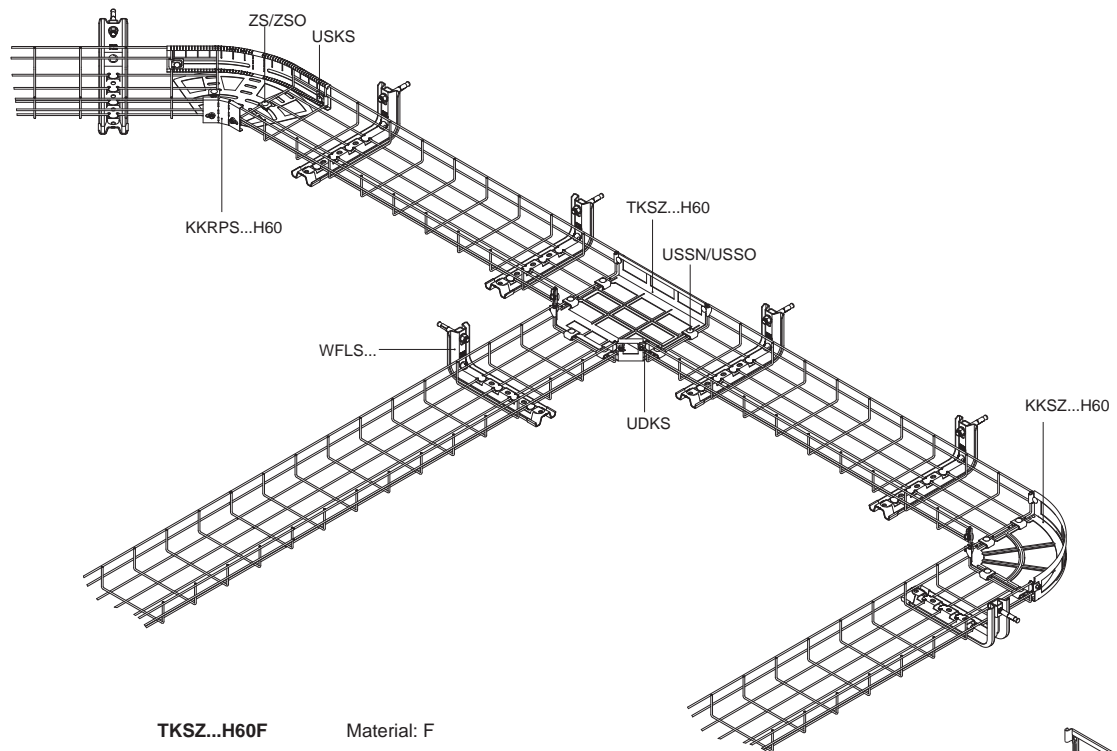 ZS/ZSO
USKS
KKRPS...H60
TKSZ...H60
USSN/USSO
WFLS...
UDKS
KKSZ...H60
TKSZ...H60F Material: F